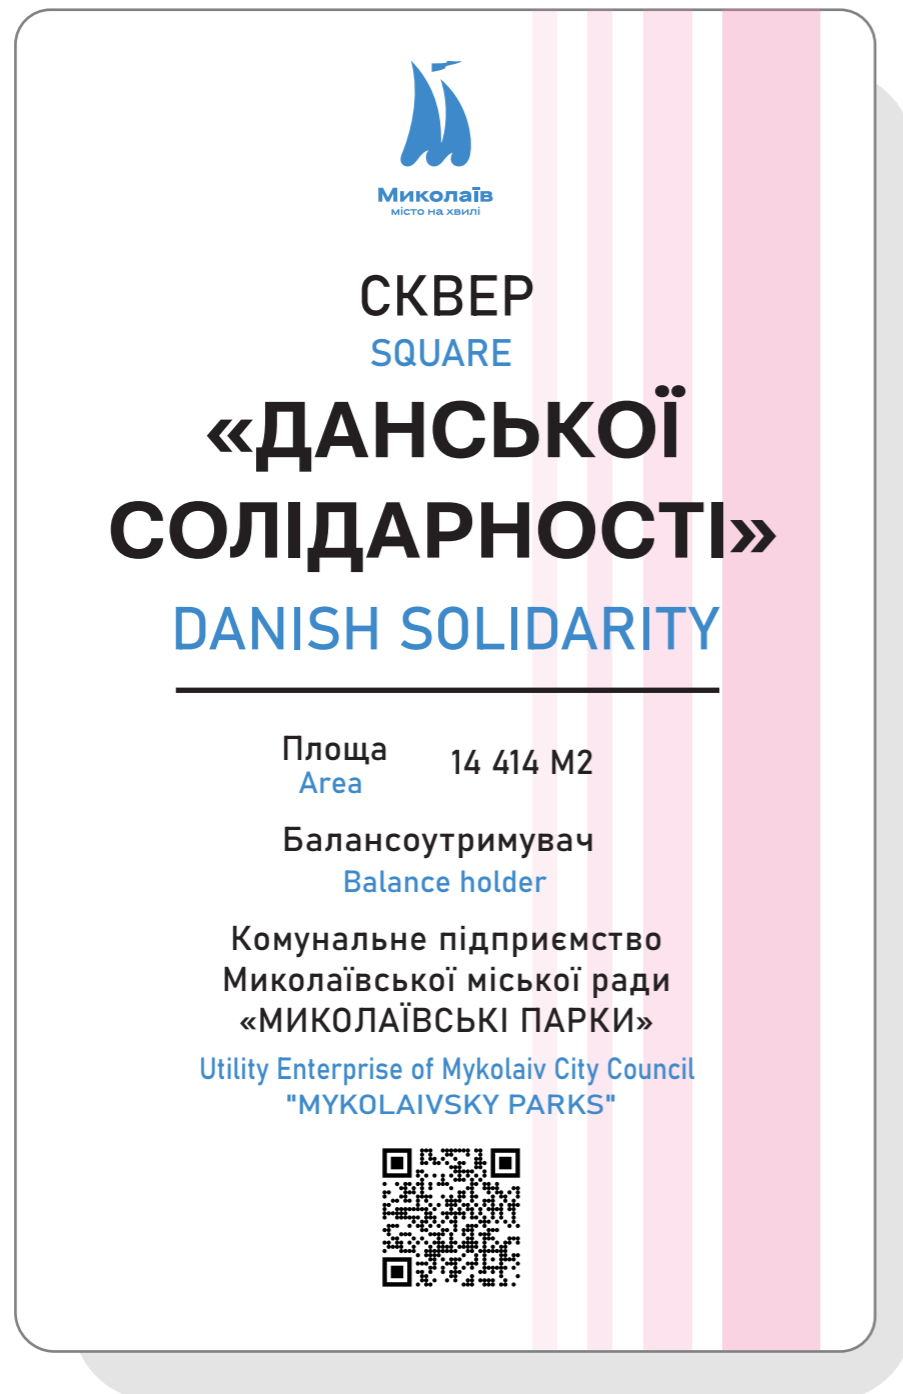 Миколаїв
місто на хвилі
СКВЕР
SQUARE
«ДАНСЬКОЇ
СОЛІДАРНОСТІ»
DANISH SOLIDARITY
Площа 14 414 М2
Area
Балансоутримувач
Balance holder
Комунальне підприємство
Миколаївської міської ради
«МИКОЛАЇВСЬКІ ПАРКИ»
Utility Enterprise of Mykolaiv City Council
"MYKOLAIVSKY PARKS"